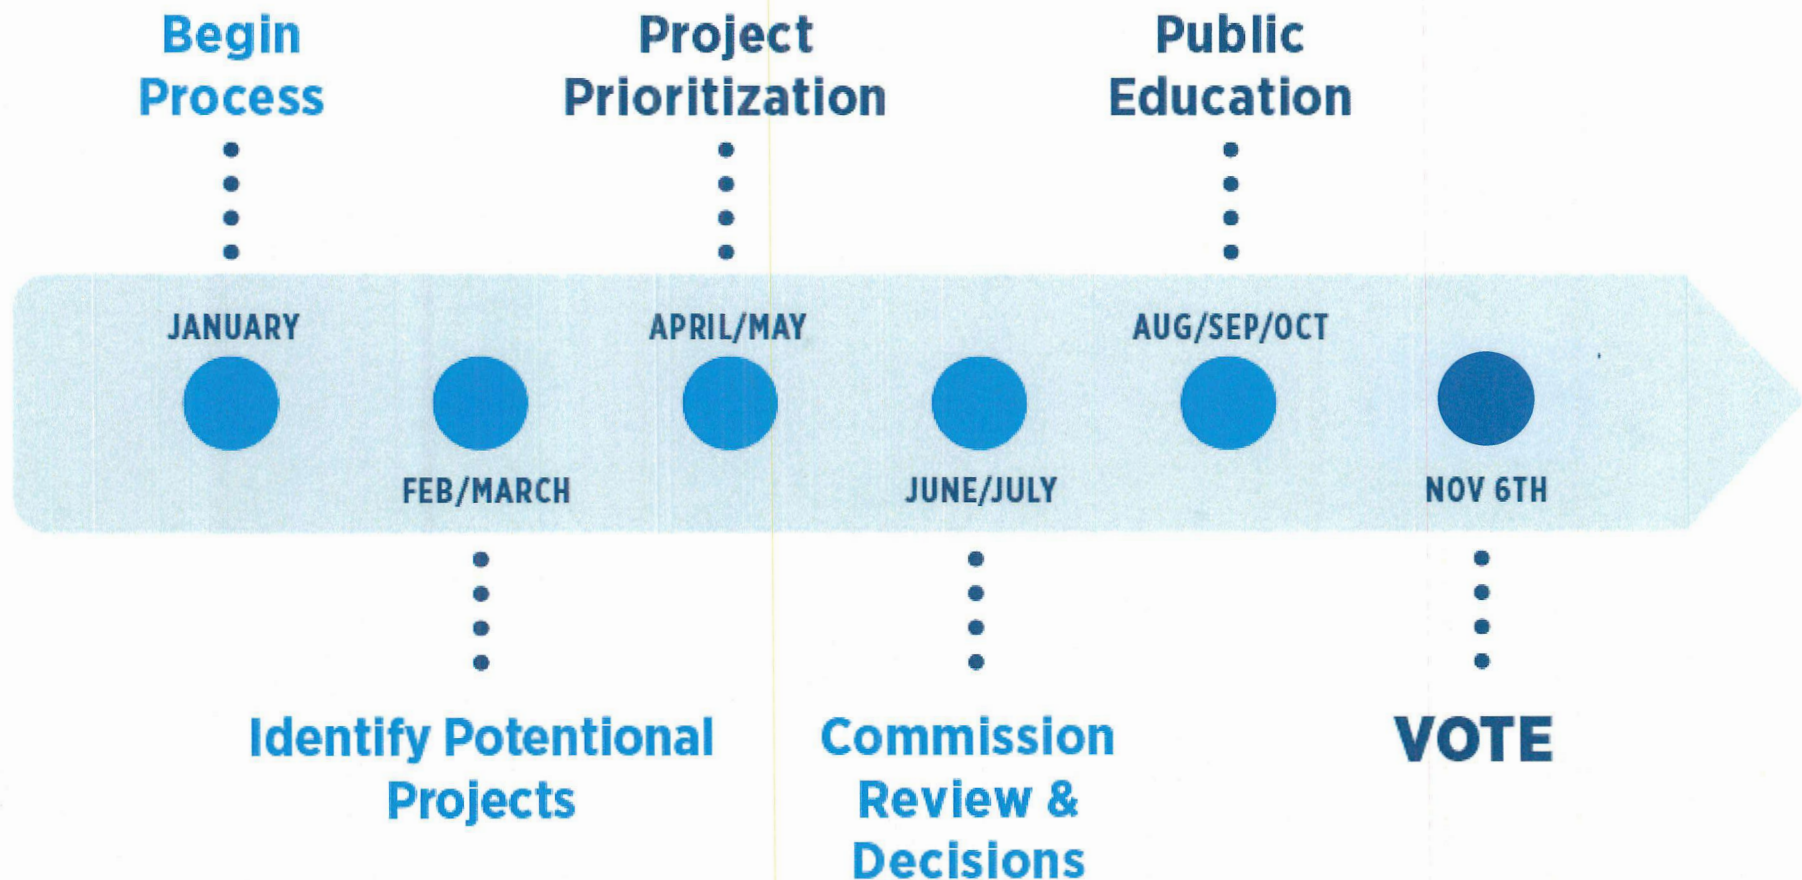 Begin
Process
Project
Prioritization
Public
Education
JANUARY
APRIL/MAY
AUG/SEP/OCT
FEB/MARCH
JUNE/JULY
NOV 6TH
Identify Potential
Projects
Commission
Review &
Decisions
VOTE